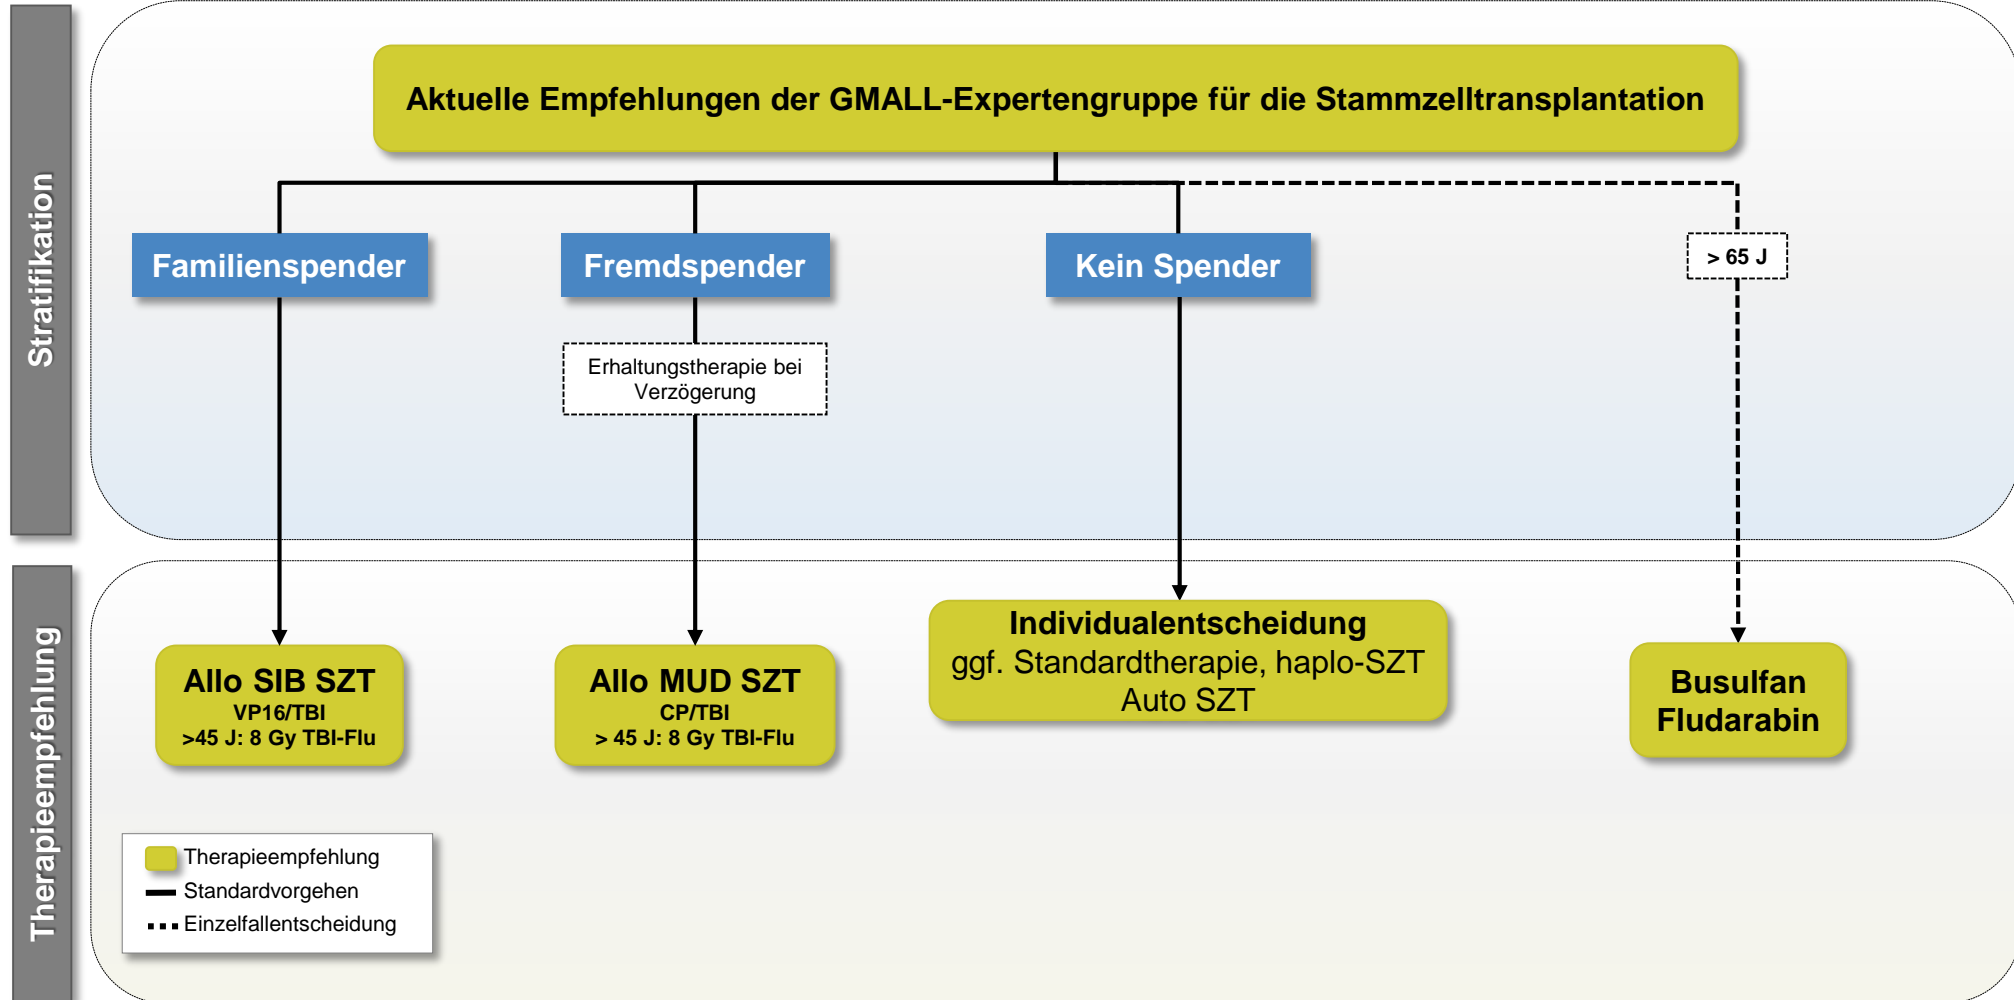 Stratifikation
Aktuelle Empfehlungen der GMALL-Expertengruppe für die Stammzelltransplantation
Familienspender
Fremdspender
Kein Spender
> 65 J
Erhaltungstherapie bei
Verzögerung
Therapieempfehlung
Allo SIB SZT
VP16/TBI
>45 J: 8 Gy TBI-Flu
Allo MUD SZT
CP/TBI
> 45 J: 8 Gy TBI-Flu
Individualentscheidung
ggf. Standardtherapie, haplo-SZT
Auto SZT
Busulfan
Fludarabin
Therapieempfehlung
Standardvorgehen
Einzelfallentscheidung